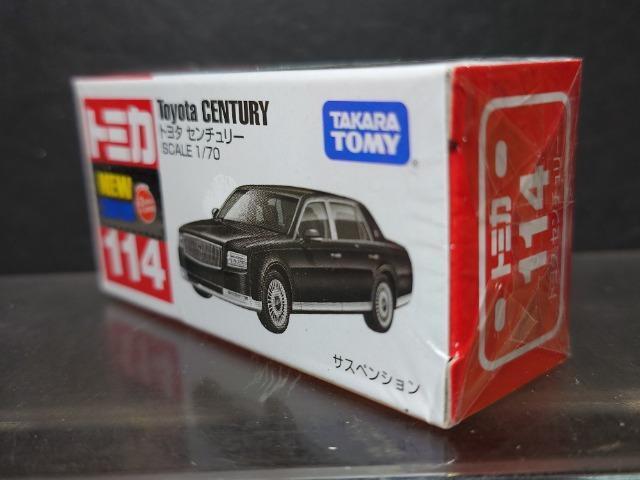 トミカ
NEW
114
Toyota CENTURY
トヨタ センチュリー
SCALE 1/70
TAKARA
TOMY
サスペンション
トミカ
114
トヨタ センチュリー